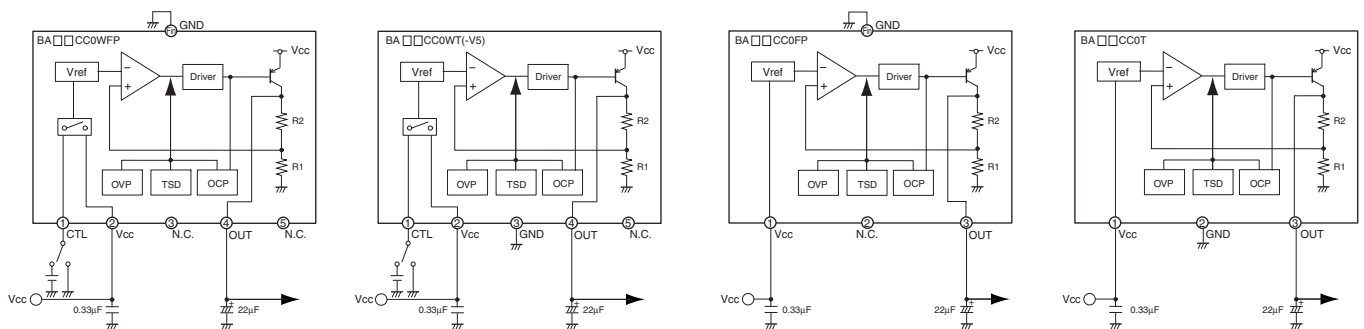 GND
Fin
BA□□CC0WFP
Vcc
Vref
−
+
Driver
R2
R1
OVP
TSD
OCP
1
2
3
4
5
CTL
Vcc
N.C.
OUT
N.C.
Vcc
0.33μF
+
22μF
BA□□CC0WT(-V5)
Vcc
Vref
−
+
Driver
R2
R1
OVP
TSD
OCP
1
2
3
4
5
CTL
Vcc
GND
OUT
N.C.
Vcc
0.33μF
+
22μF
GND
Fin
BA□□CC0FP
Vcc
Vref
−
+
Driver
R2
R1
OVP
TSD
OCP
1
2
3
Vcc
N.C.
OUT
Vcc
0.33μF
+
22μF
BA□□CC0T
Vcc
Vref
−
+
Driver
R2
R1
OVP
TSD
OCP
1
2
3
Vcc
GND
OUT
Vcc
0.33μF
+
22μF